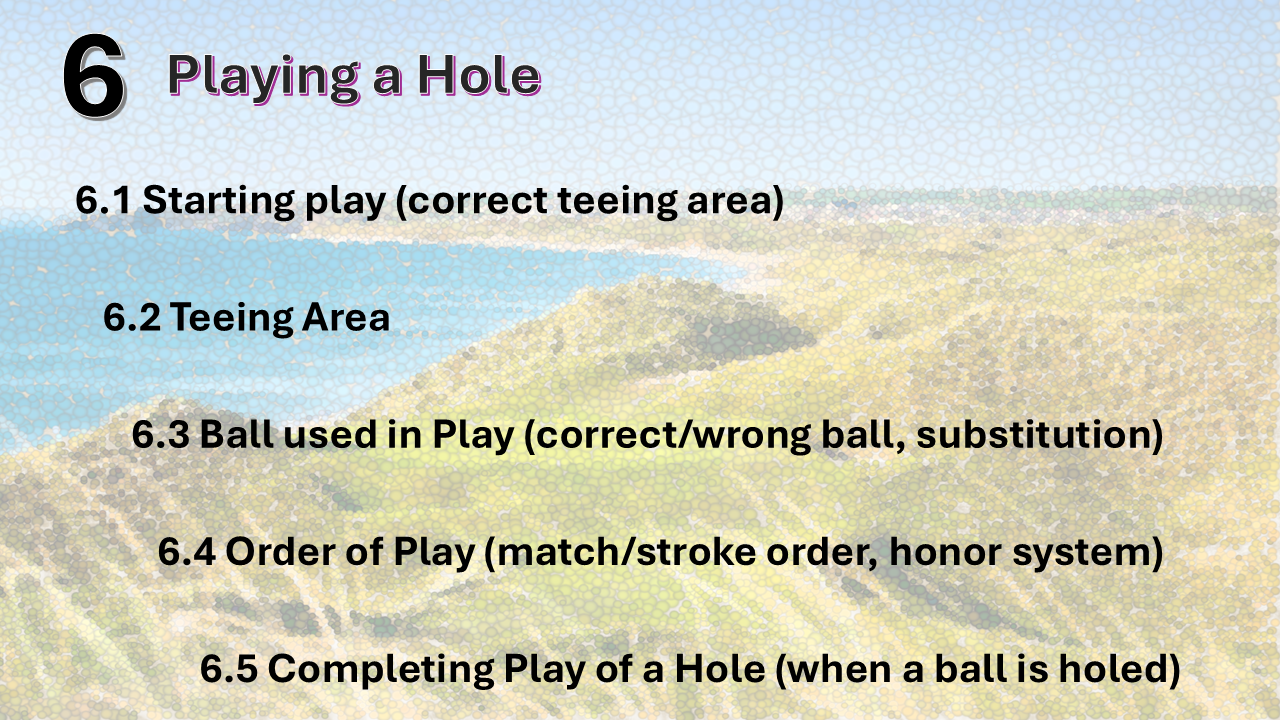 6 Playing a Hole
6.1 Starting play (correct teeing area)
6.2 Teeing Area
6.3 Ball used in Play (correct/wrong ball, substitution)
6.4 Order of Play (match/stroke order, honor system)
6.5 Completing Play of a Hole (when a ball is holed)